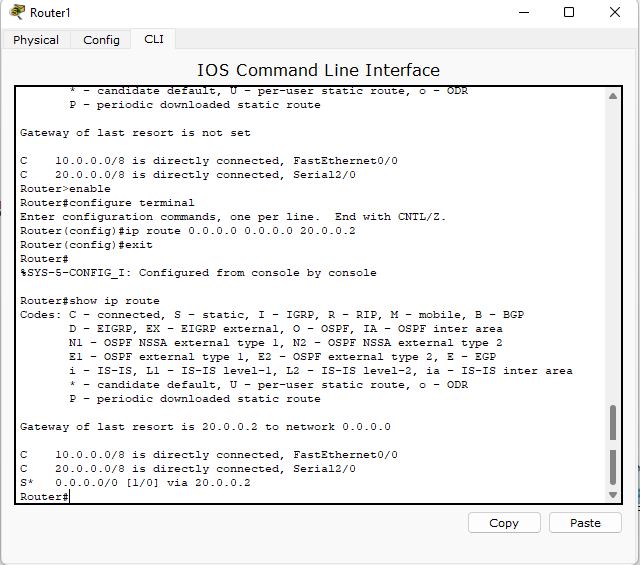 Router1
Physical Config CLI
IOS Command Line Interface
* - candidate default, U - per-user static route, o - ODR
P - periodic downloaded static route
Gateway of last resort is not set
C 10.0.0.0/8 is directly connected, FastEthernet0/0
C 20.0.0.0/8 is directly connected, Serial2/0
Router>enable
Router#configure terminal
Enter configuration commands, one per line. End with CNTL/Z.
Router(config)#ip route 0.0.0.0 0.0.0.0 20.0.0.2
Router(config)#exit
Router#
%SYS-5-CONFIG_I: Configured from console by console
Router#show ip route
Codes: C - connected, S - static, I - IGRP, R - RIP, M - mobile, B - BGP
D - EIGRP, EX - EIGRP external, O - OSPF, IA - OSPF inter area
N1 - OSPF NSSA external type 1, N2 - OSPF NSSA external type 2
E1 - OSPF external type 1, E2 - OSPF external type 2, E - EGP
i - IS-IS, L1 - IS-IS level-1, L2 - IS-IS level-2, ia - IS-IS inter area
* - candidate default, U - per-user static route, o - ODR
P - periodic downloaded static route
Gateway of last resort is 20.0.0.2 to network 0.0.0.0
C 10.0.0.0/8 is directly connected, FastEthernet0/0
C 20.0.0.0/8 is directly connected, Serial2/0
S* 0.0.0.0/0 [1/0] via 20.0.0.2
Router#
Copy Paste